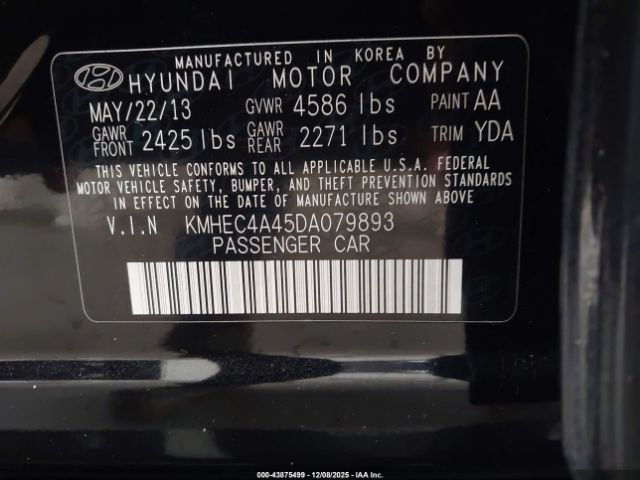 MANUFACTURED IN KOREA BY
HYUNDAI MOTOR COMPANY
MAY/22/13 GVWR 4586 lbs PAINT AA
GAWR FRONT 2425 lbs GAWR REAR 2271 lbs TRIM YDA
THIS VEHICLE CONFORMS TO ALL APPLICABLE U.S.A. FEDERAL
MOTOR VEHICLE SAFETY, BUMPER, AND THEFT PREVENTION STANDARDS
IN EFFECT ON THE DATE OF MANUFACTURE SHOWN ABOVE
V.I.N KMHEC4A45DA079893
PASSENGER CAR
000-43875499 - 12/08/2025 - IAA Inc.